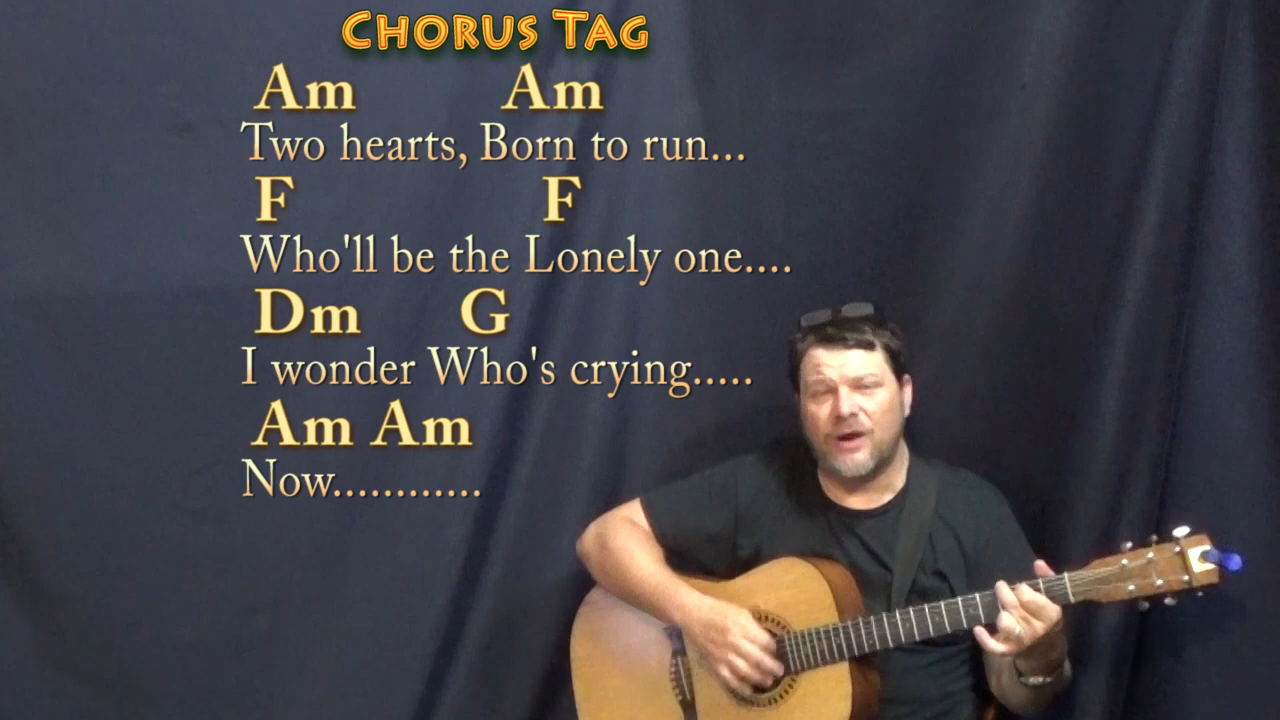 Chorus Tag
Am Am
Two hearts, Born to run...
F F
Who'll be the Lonely one....
Dm G
I wonder Who's crying.....
Am Am
Now............